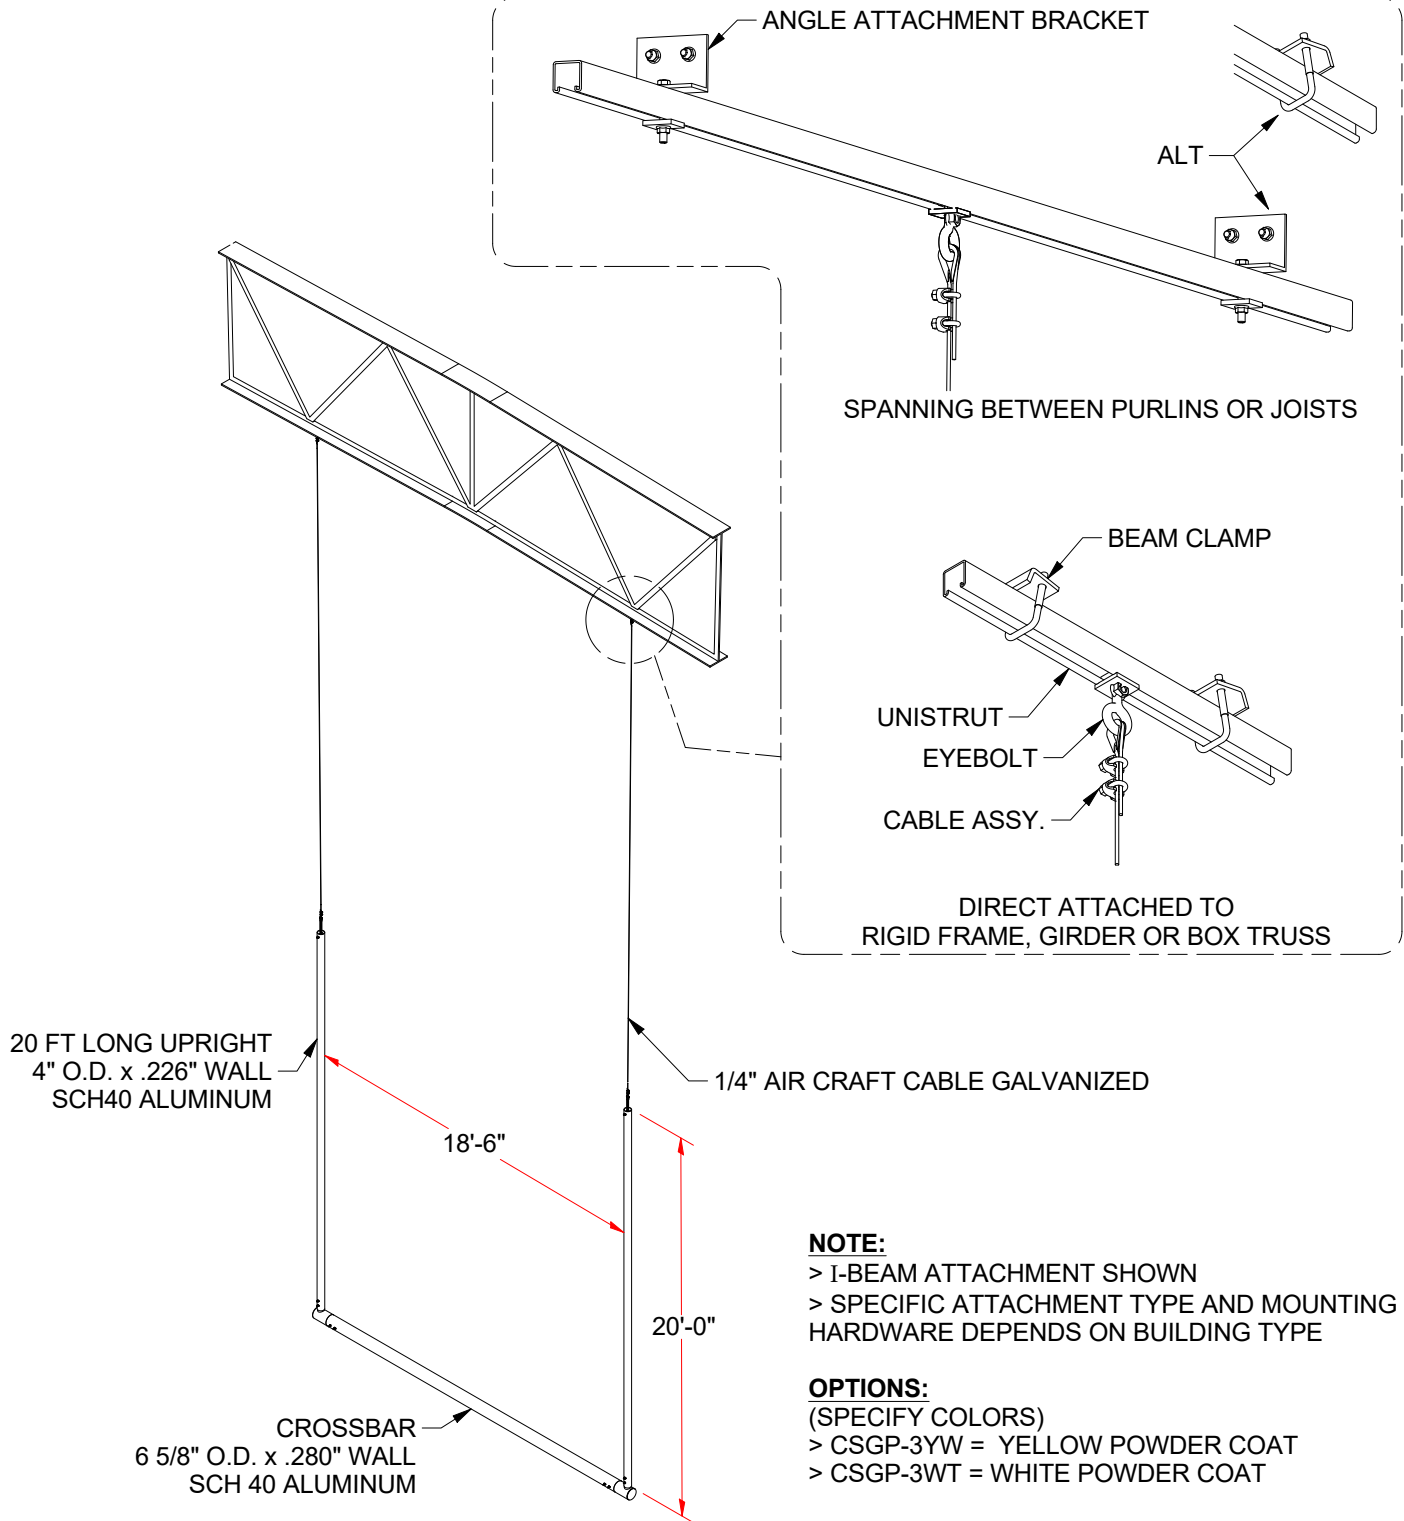 ANGLE ATTACHMENT BRACKET
ALT
SPANNING BETWEEN PURLINS OR JOISTS
BEAM CLAMP
UNISTRUT
EYEBOLT
CABLE ASSY.
DIRECT ATTACHED TO
RIGID FRAME, GIRDER OR BOX TRUSS
20 FT LONG UPRIGHT
4" O.D. x .226" WALL
SCH40 ALUMINUM
1/4" AIR CRAFT CABLE GALVANIZED
18'-6"
20'-0"
CROSSBAR
6 5/8" O.D. x .280" WALL
SCH 40 ALUMINUM
NOTE:
> I-BEAM ATTACHMENT SHOWN
> SPECIFIC ATTACHMENT TYPE AND MOUNTING
HARDWARE DEPENDS ON BUILDING TYPE
OPTIONS:
(SPECIFY COLORS)
> CSGP-3YW = YELLOW POWDER COAT
> CSGP-3WT = WHITE POWDER COAT